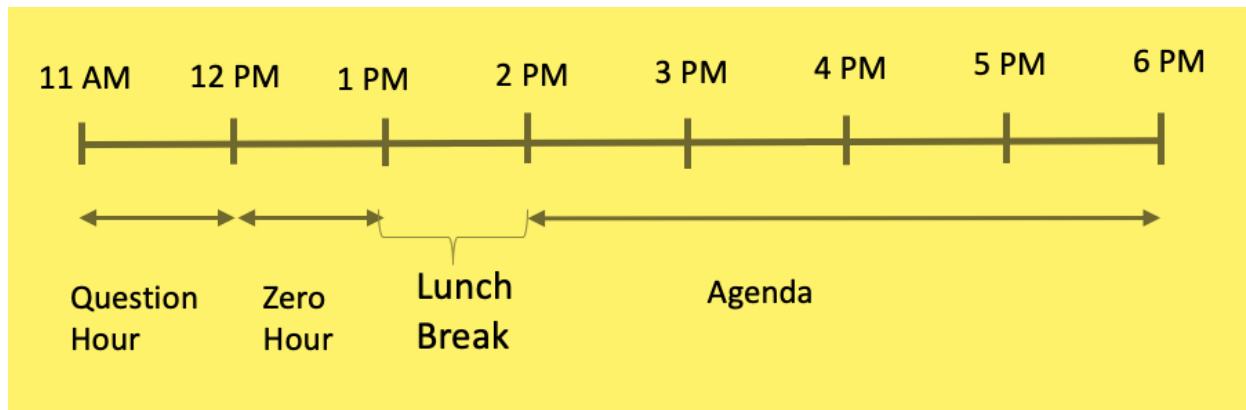 11 AM
12 PM
1 PM
2 PM
3 PM
4 PM
5 PM
6 PM
Question
Hour
Zero
Hour
Lunch
Break
Agenda